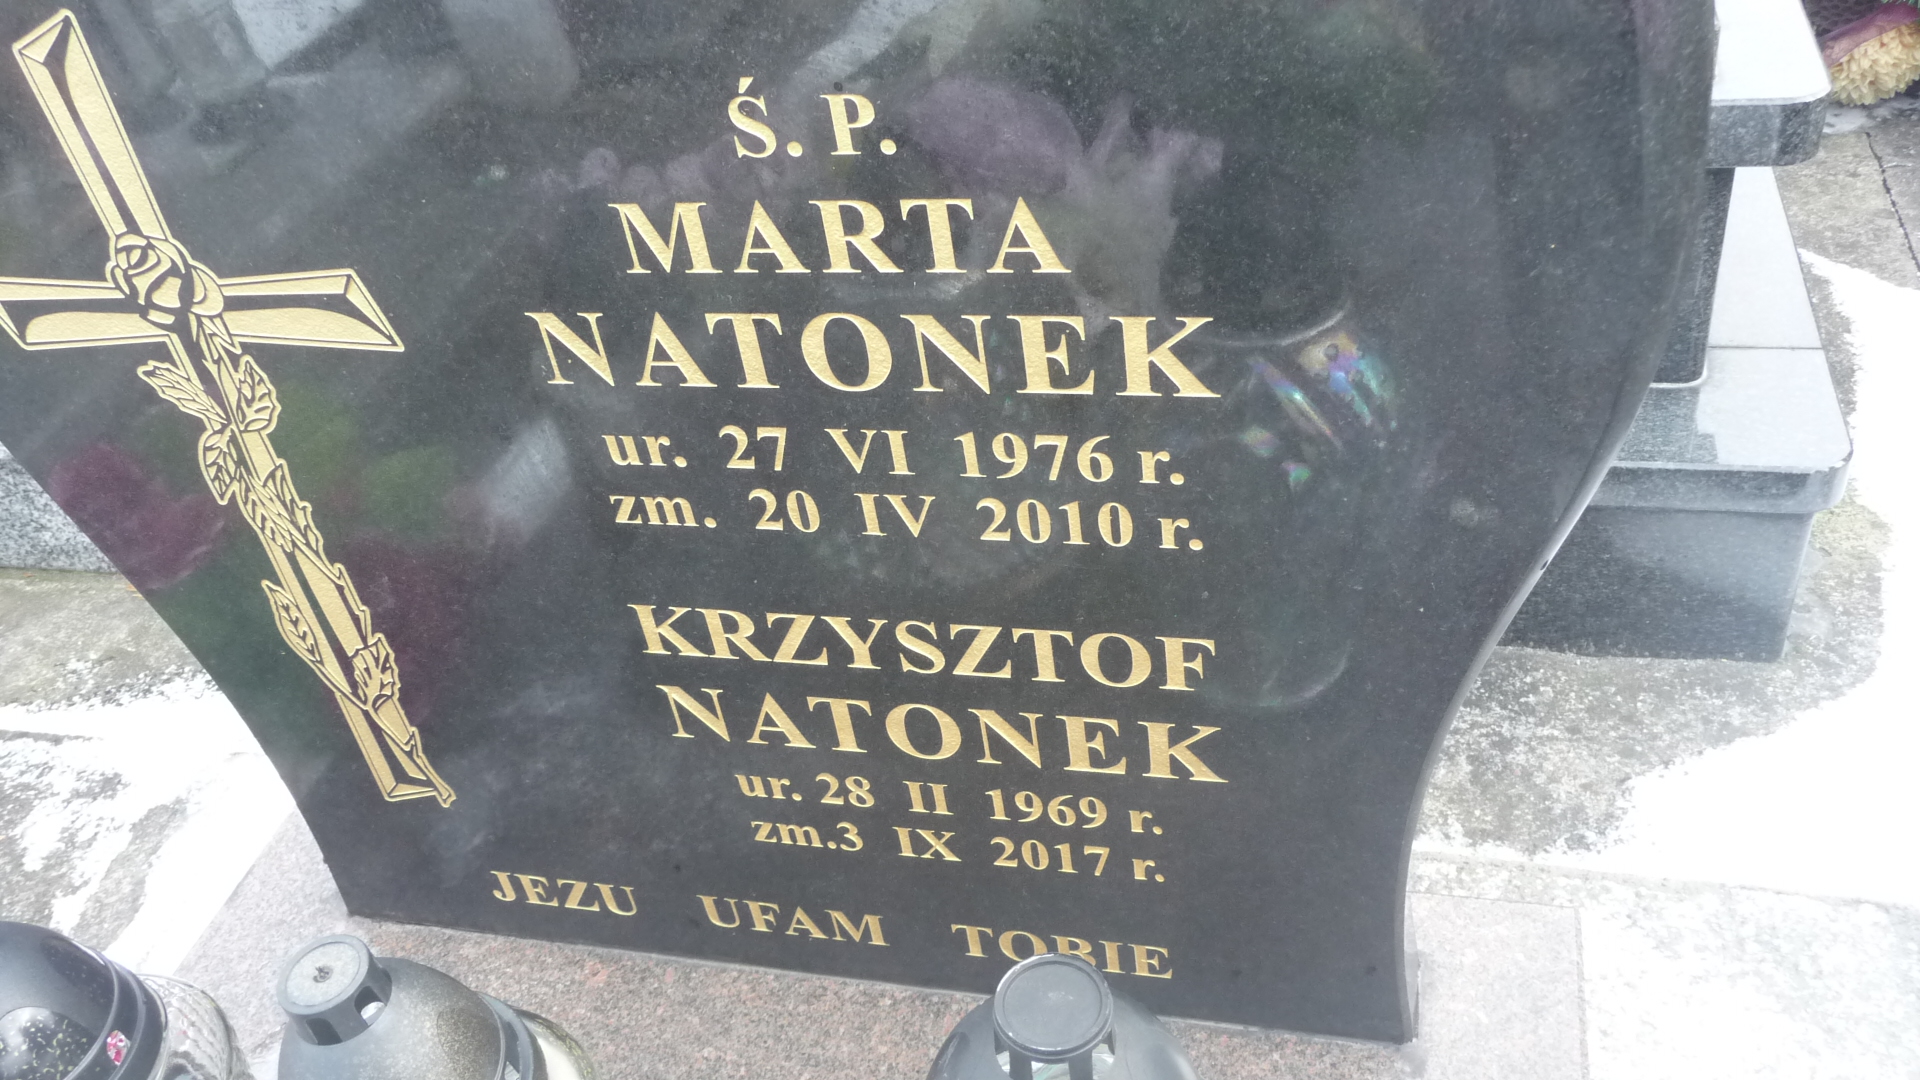 Ś. P.
MARTA
NATONEK
ur. 27 VI 1976 r.
zm. 20 IV 2010 r.
KRZYSZTOF
NATONEK
ur. 28 II 1969 r.
zm.3 IX 2017 r.
JEZU UFAM TOBIE